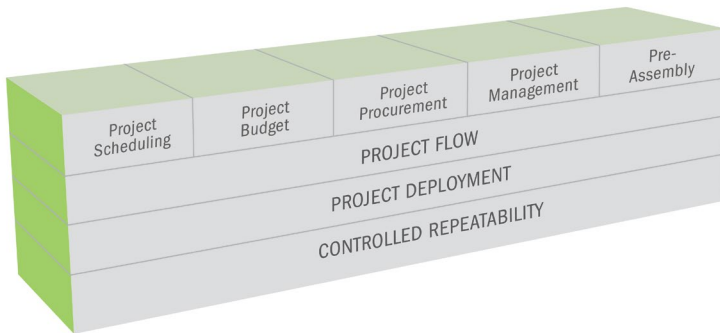 Project
Scheduling
Project
Budget
Project
Procurement
Project
Management
Pre-
Assembly
PROJECT FLOW
PROJECT DEPLOYMENT
CONTROLLED REPEATABILITY